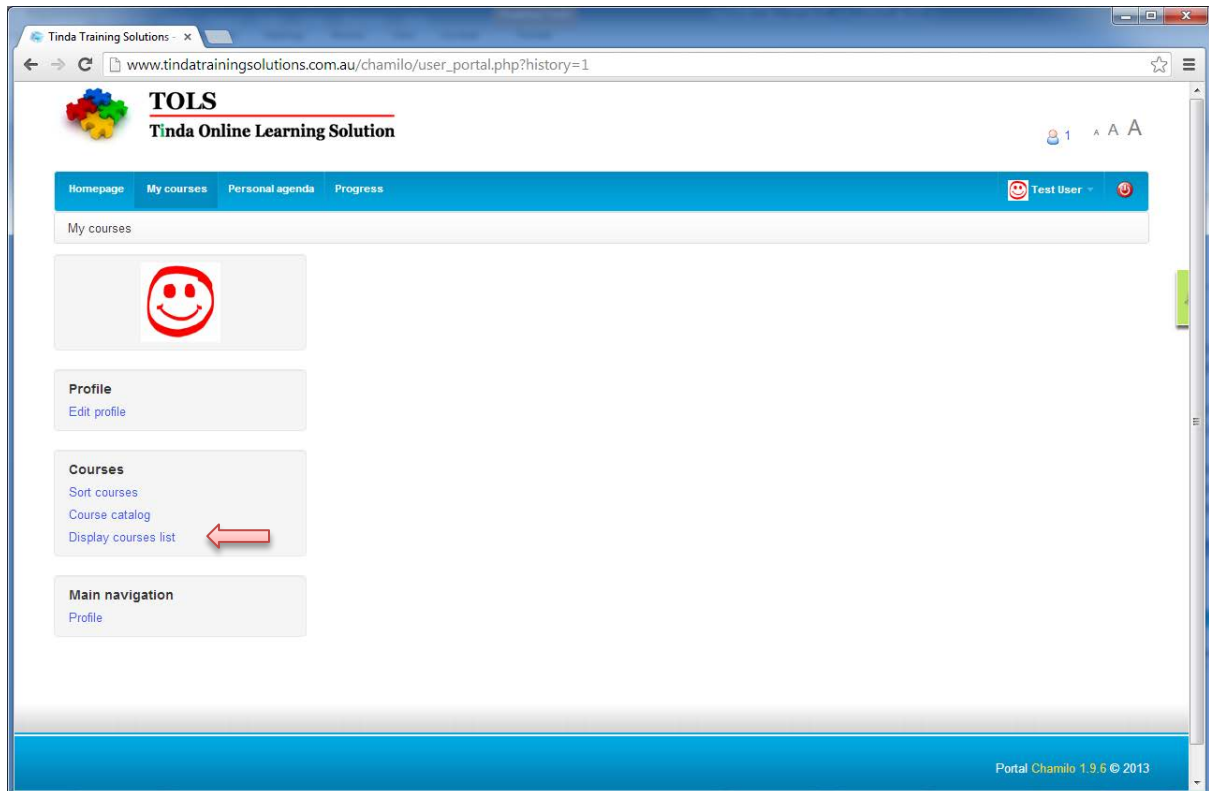 Tinda Training Solutions -
www.tindatrainingsolutions.com.au/chamilo/user_portal.php?history=1
TOLS
Tinda Online Learning Solution
1 A A A
Homepage My courses Personal agenda Progress Test User
My courses
Profile
Edit profile
Courses
Sort courses
Course catalog
Display courses list
Main navigation
Profile
Portal Chamilo 1.9.6 © 2013